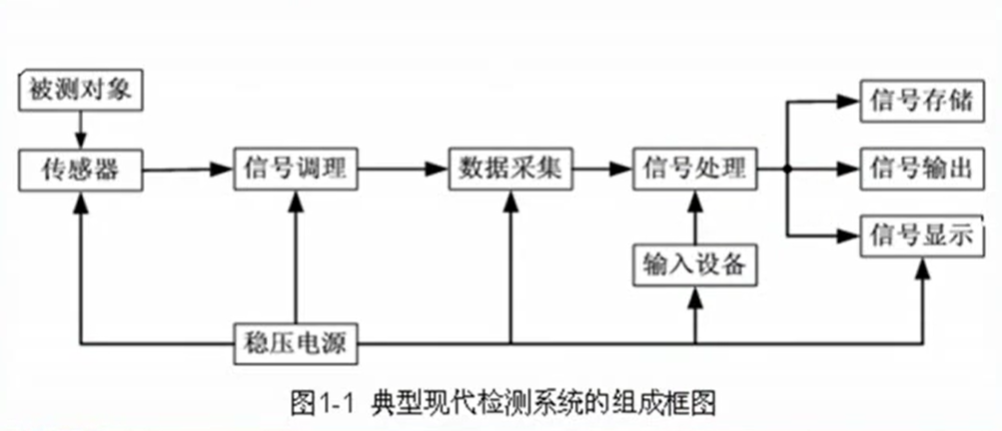 被测对象
信号存储
传感器
信号调理
数据采集
信号处理
信号输出
信号显示
输入设备
稳压电源
图1-1 典型现代检测系统的组成框图